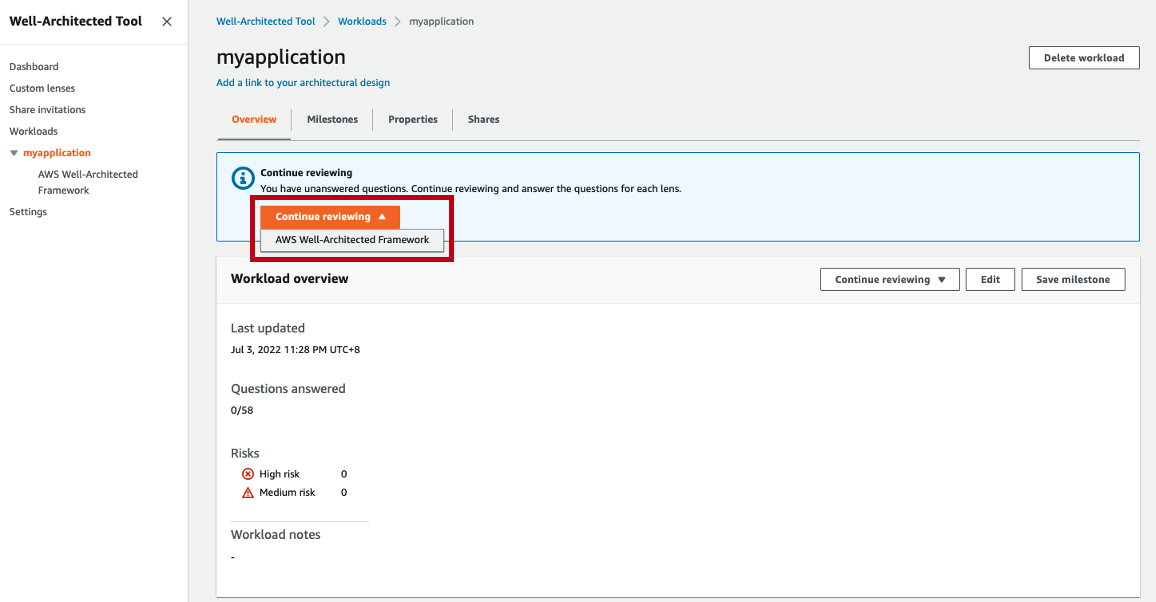 Well-Architected Tool
Dashboard
Custom lenses
Share invitations
Workloads
myapplication
AWS Well-Architected
Framework
Settings
Well-Architected Tool > Workloads > myapplication
myapplication
Delete workload
Add a link to your architectural design
Overview Milestones Properties Shares
Continue reviewing
You have unanswered questions. Continue reviewing and answer the questions for each lens.
Continue reviewing
AWS Well-Architected Framework
Workload overview
Continue reviewing Edit Save milestone
Last updated
Jul 3, 2022 11:28 PM UTC+8
Questions answered
0/58
Risks
High risk 0
Medium risk 0
Workload notes
-